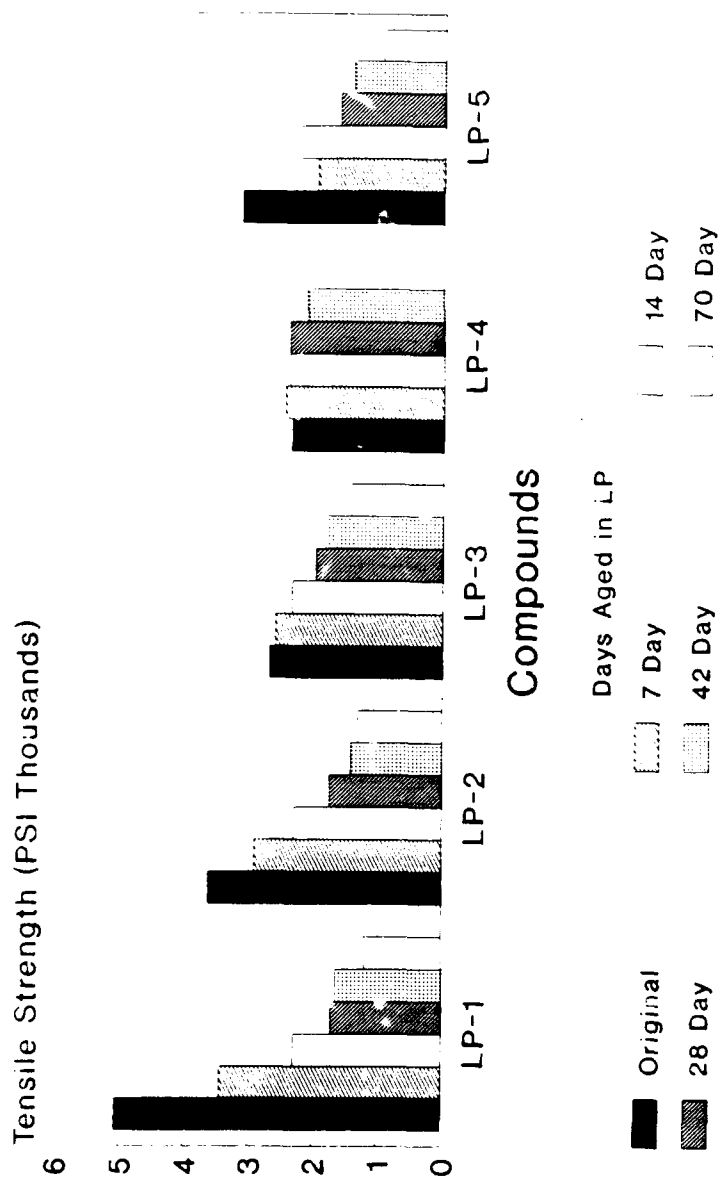 Tensile Strength (PSI Thousands)
6
5
4
3
2
1
0
LP-1
LP-2
LP-3
LP-4
LP-5
Compounds
Days Aged in LP
Original
7 Day
14 Day
28 Day
42 Day
70 Day